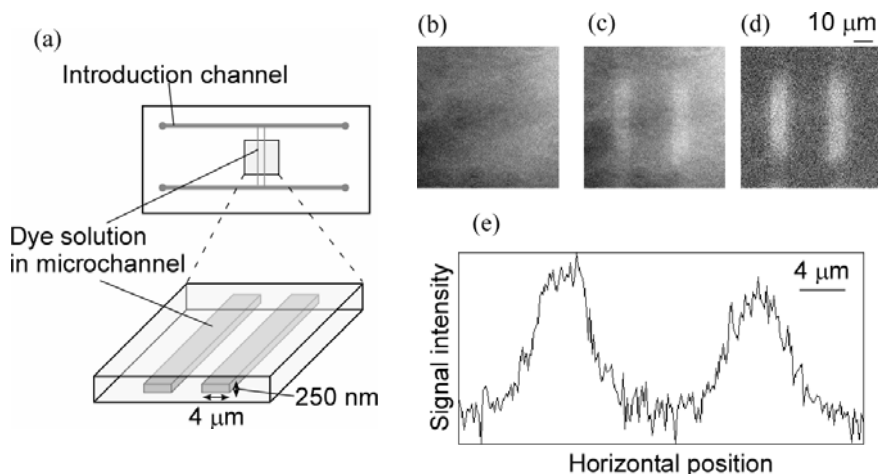 (a)
Introduction channel
Dye solution
in microchannel
250 nm
4 μm
(b)
(c)
(d)
10 μm
(e)
4 μm
Signal intensity
Horizontal position